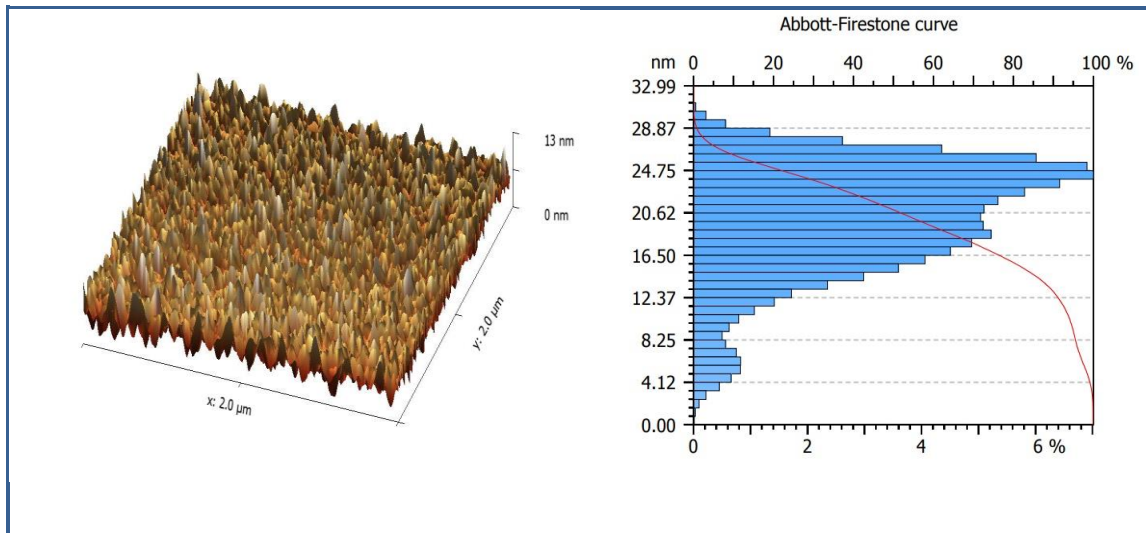 13 nm
0 nm
x: 2.0 µm
y: 2.0 µm
Abbott-Firestone curve
nm 0 20 40 60 80 100 %
32.99
28.87
24.75
20.62
16.50
12.37
8.25
4.12
0.00
0 2 4 6 %